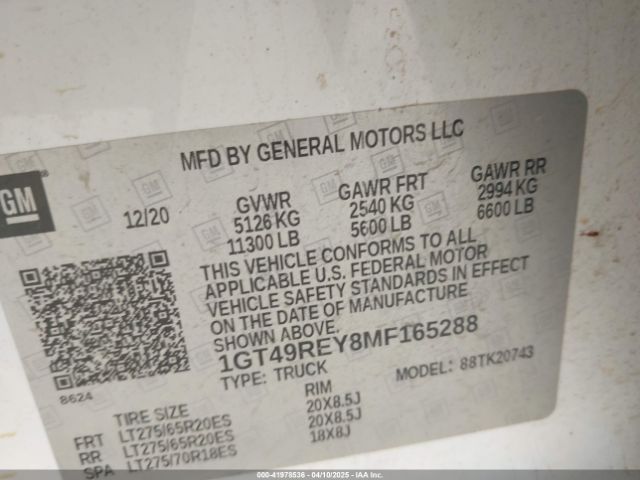 MFD BY GENERAL MOTORS LLC
GM
12/20
GVWR
5126 KG
11300 LB
GAWR FRT
2540 KG
5600 LB
GAWR RR
2994 KG
6600 LB
THIS VEHICLE CONFORMS TO ALL
APPLICABLE U.S. FEDERAL MOTOR
VEHICLE SAFETY STANDARDS IN EFFECT
ON THE DATE OF MANUFACTURE
SHOWN ABOVE.
1GT49REY8MF165288
TYPE: TRUCK
MODEL: 88TK20743
8624
TIRE SIZE
RIM
FRT LT275/65R20ES 20X8.5J
RR LT275/65R20ES 20X8.5J
SPA LT275/70R18ES 18X8J
00-41978536 - 04/10/2025 - IAA Inc.